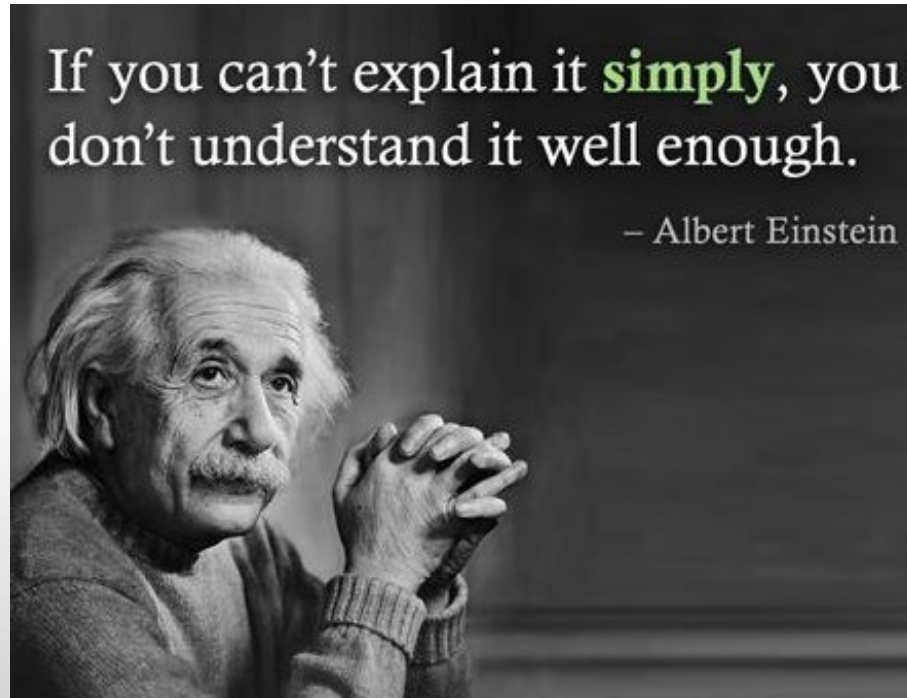 If you can’t explain it simply, you
don’t understand it well enough.
– Albert Einstein